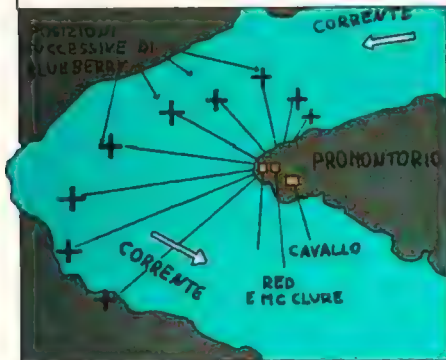 POSIZIONI
SUCCESSIVE DI
BLUEBERRY
CORRENTE
PROMONTORIO
CAVALLO
RED
E MC CLURE
CORRENTE